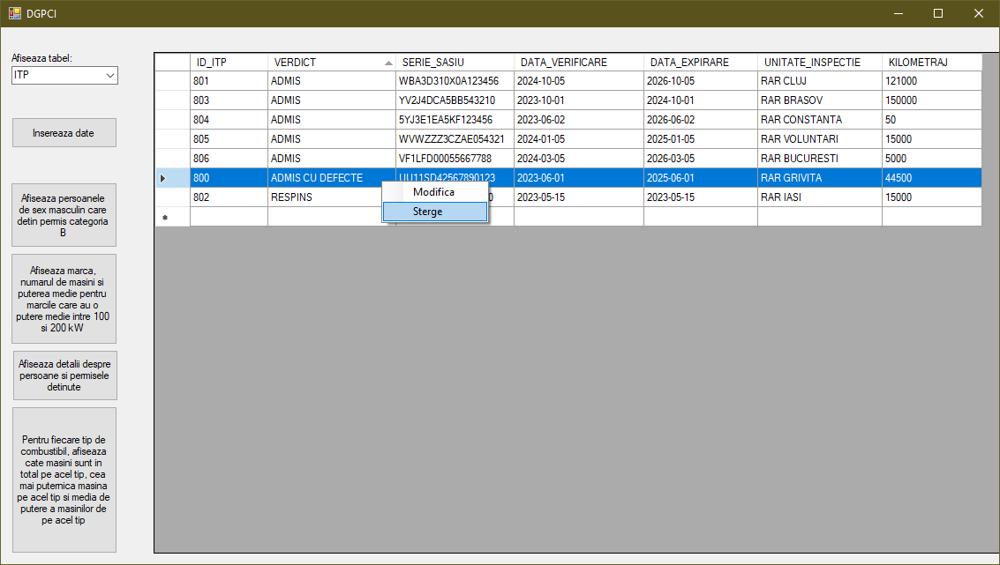 DGPCI
Afiseaza tabel:
ITP
Insereaza date
Afiseaza persoanele
de sex masculin care
detin permis categoria
B
Afiseaza marca,
numarul de masini si
puterea medie pentru
marcile care au o
putere medie intre 100
si 200 kW
Afiseaza detalii despre
persoane si permisele
detinute
Pentru fiecare tip de
combustibil, afiseaza
cate masini sunt in
total pe acel tip, cea
mai puternica masina
pe acel tip si media de
putere a masinilor de
pe acel tip
ID_ITP VERDICT SERIE_SASIU DATA_VERIFICARE DATA_EXPIRARE UNITATE_INSPECTIE KILOMETRAJ
801 ADMIS WBA3D310X0A123456 2024-10-05 2026-10-05 RAR CLUJ 121000
803 ADMIS YV2J4DCA5BB543210 2023-10-01 2024-10-01 RAR BRASOV 150000
804 ADMIS 5YJ3E1EA5KF123456 2023-06-02 2026-06-02 RAR CONSTANTA 50
805 ADMIS WVWZZZ3CZAE054321 2024-01-05 2025-01-05 RAR VOLUNTARI 15000
806 ADMIS VF1LFD00055667788 2024-03-05 2026-03-05 RAR BUCURESTI 5000
800 ADMIS CU DEFECTE UU11SD42567890123 2023-06-01 2025-06-01 RAR GRIVITA 44500
802 RESPINS 0 2023-05-15 2023-05-15 RAR IASI 15000
Modifica
Sterge